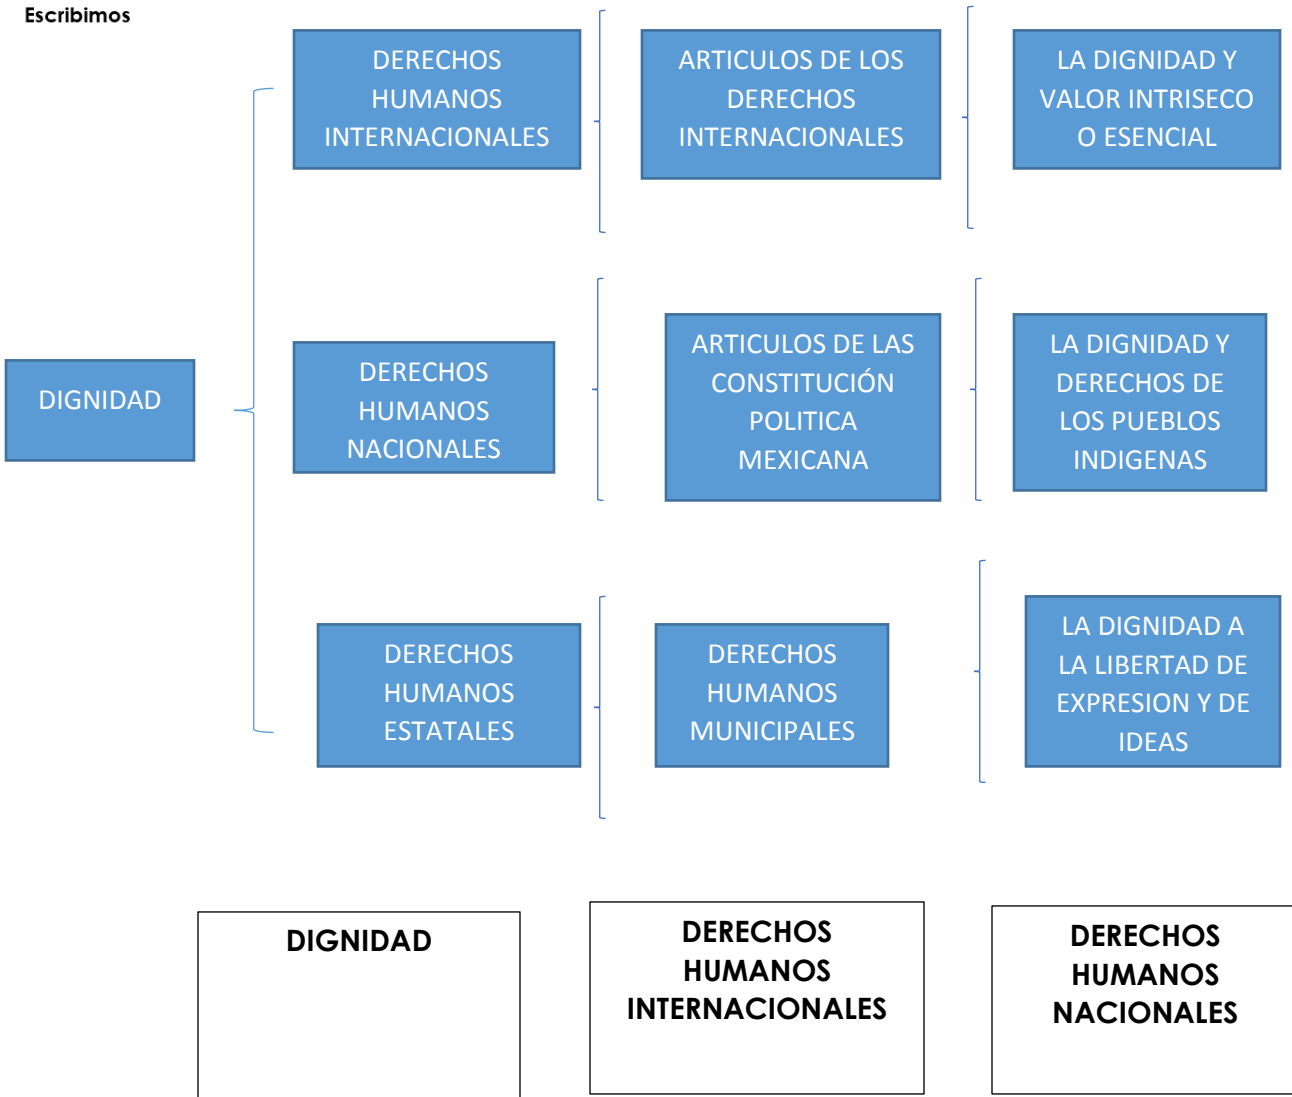 Escribimos
DERECHOS
HUMANOS
INTERNACIONALES
ARTICULOS DE LOS
DERECHOS
INTERNACIONALES
LA DIGNIDAD Y
VALOR INTRISECO
O ESENCIAL
DIGNIDAD
DERECHOS
HUMANOS
NACIONALES
ARTICULOS DE LAS
CONSTITUCIÓN
POLITICA
MEXICANA
LA DIGNIDAD Y
DERECHOS DE
LOS PUEBLOS
INDIGENAS
DERECHOS
HUMANOS
ESTATALES
DERECHOS
HUMANOS
MUNICIPALES
LA DIGNIDAD A
LA LIBERTAD DE
EXPRESION Y DE
IDEAS
DIGNIDAD
DERECHOS
HUMANOS
INTERNACIONALES
DERECHOS
HUMANOS
NACIONALES